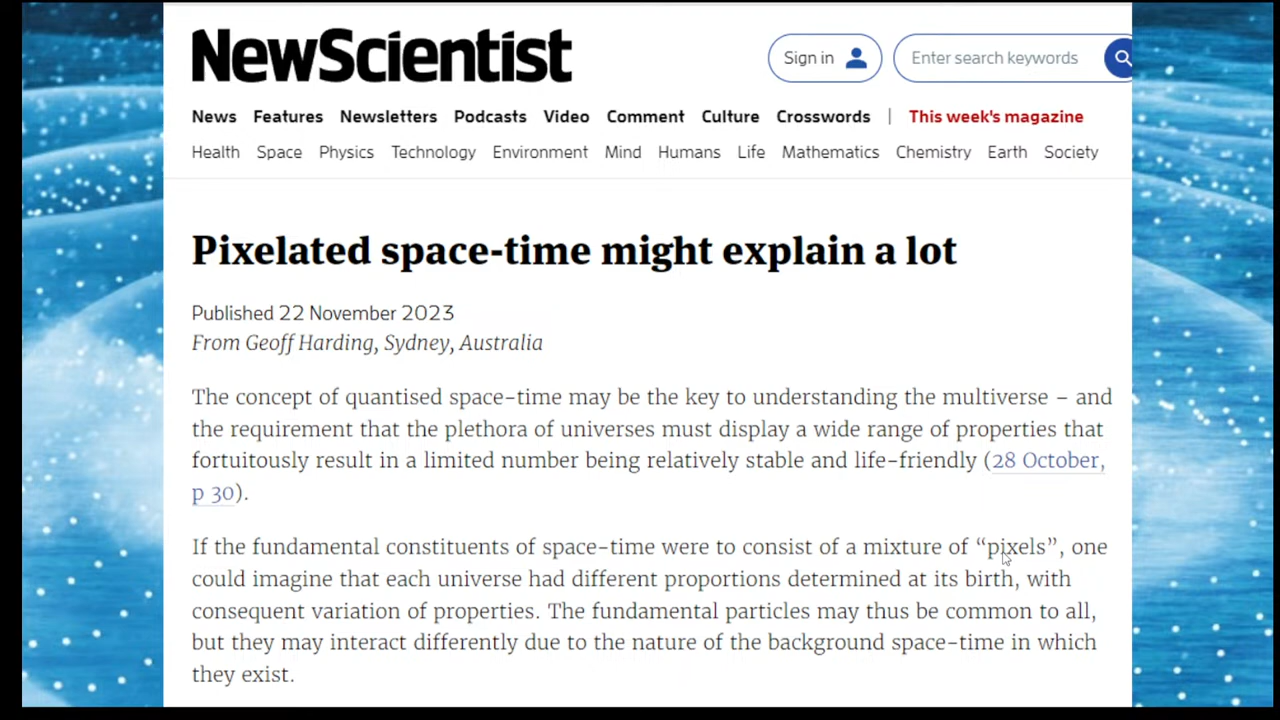 NewScientist
Sign in
Enter search keywords
News Features Newsletters Podcasts Video Comment Culture Crosswords | This week's magazine
Health Space Physics Technology Environment Mind Humans Life Mathematics Chemistry Earth Society
Pixelated space-time might explain a lot
Published 22 November 2023
From Geoff Harding, Sydney, Australia
The concept of quantised space-time may be the key to understanding the multiverse – and
the requirement that the plethora of universes must display a wide range of properties that
fortuitously result in a limited number being relatively stable and life-friendly (28 October,
p 30).
If the fundamental constituents of space-time were to consist of a mixture of “pixels”, one
could imagine that each universe had different proportions determined at its birth, with
consequent variation of properties. The fundamental particles may thus be common to all,
but they may interact differently due to the nature of the background space-time in which
they exist.